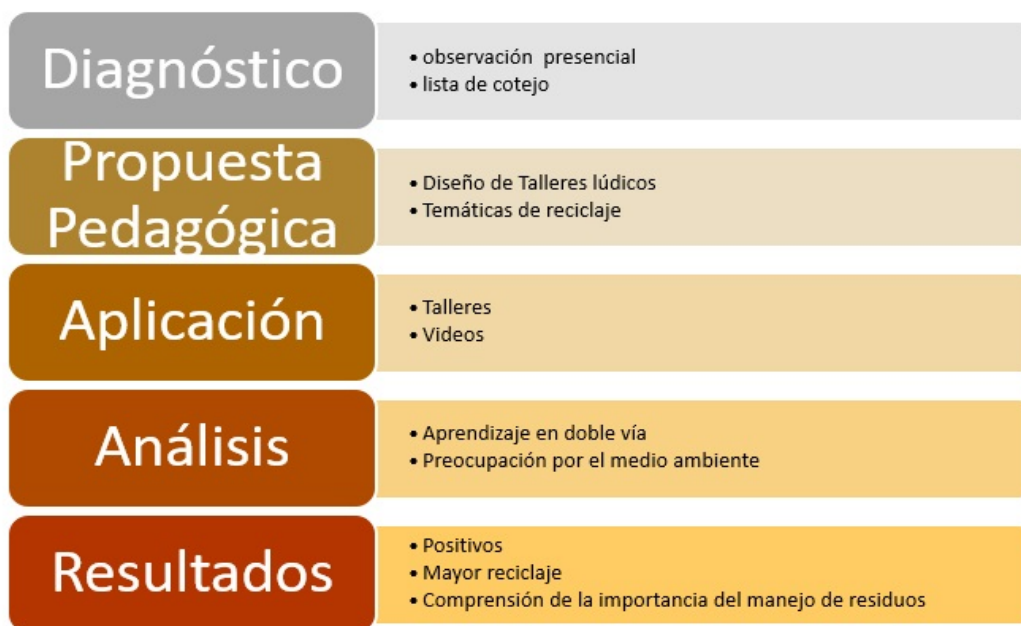 Diagnóstico
• observación presencial
• lista de cotejo
Propuesta
Pedagógica
• Diseño de Talleres lúdicos
• Temáticas de reciclaje
Aplicación
• Talleres
• Videos
Análisis
• Aprendizaje en doble vía
• Preocupación por el medio ambiente
Resultados
• Positivos
• Mayor reciclaje
• Comprensión de la importancia del manejo de residuos